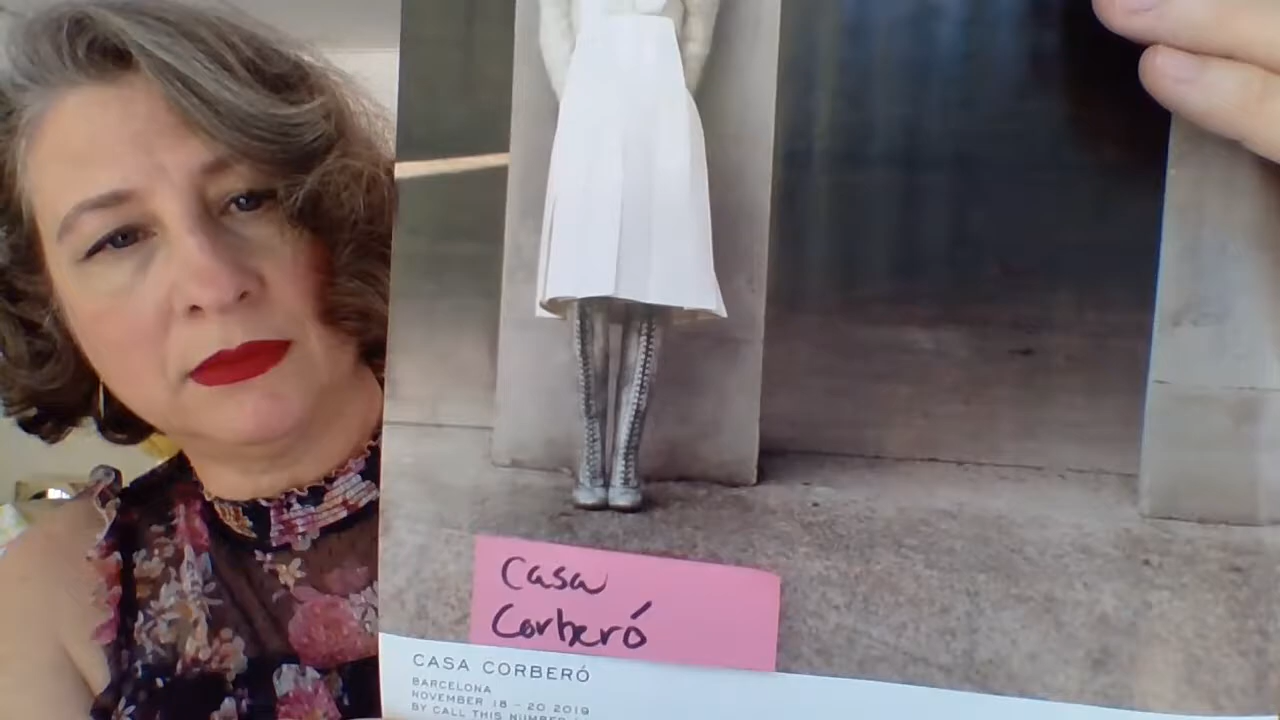 Casa
Corberó
CASA CORBERÓ
BARCELONA
NOVEMBER 18 – 20 2019
BY CALL THIS NUMBER